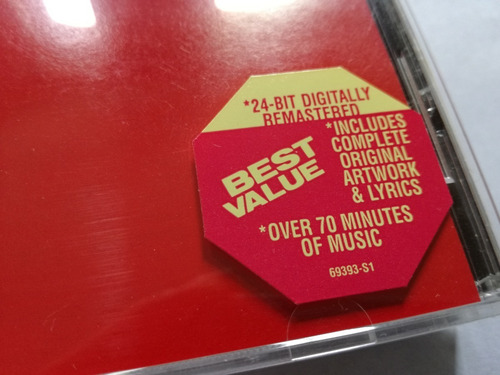 *24-BIT DIGITALLY
REMASTERED
BEST
VALUE
*INCLUDES
COMPLETE
ORIGINAL
ARTWORK
& LYRICS
*OVER 70 MINUTES
OF MUSIC
69393-S1